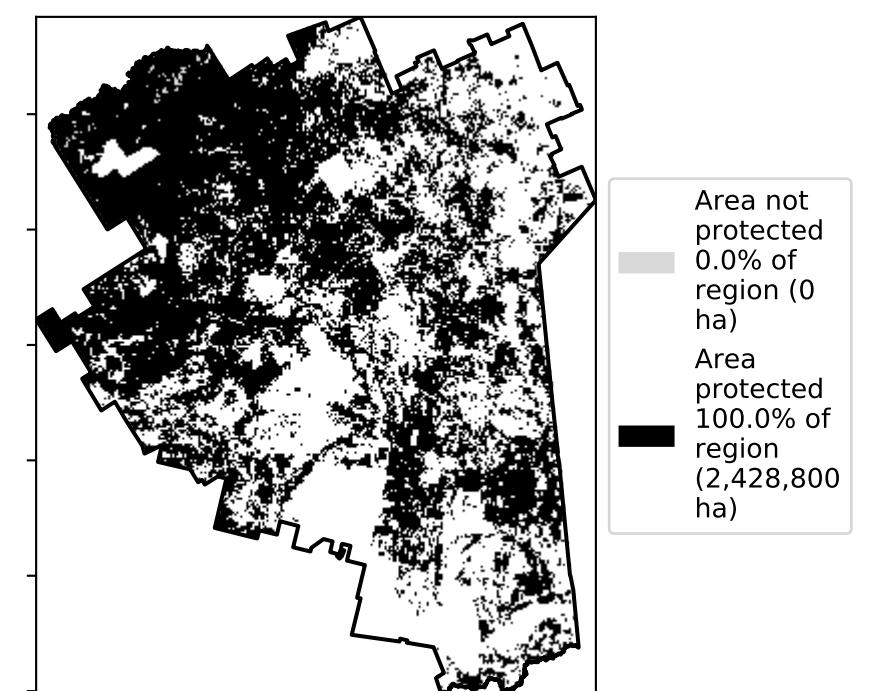 Area not
protected
0.0% of
region (0
ha)
Area
protected
100.0% of
region
(2,428,800
ha)